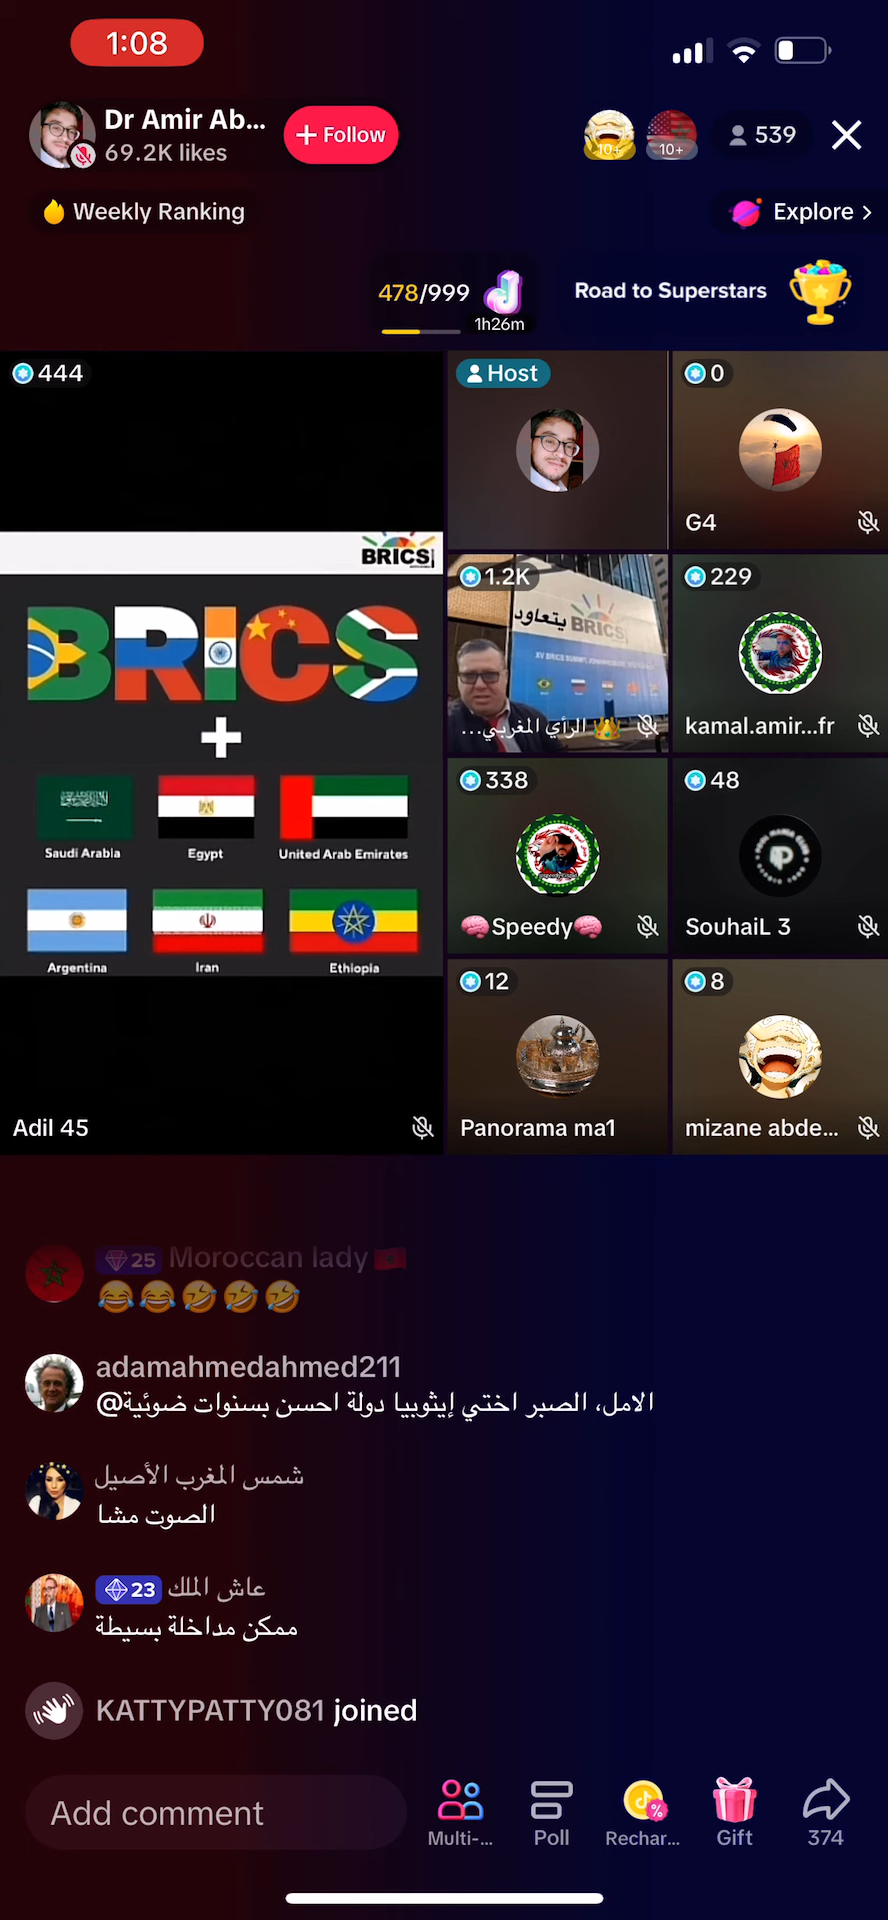 1:08
Dr Amir Ab...
+ Follow
69.2K likes
10+
10+
539
Weekly Ranking
Explore >
478/999
1h26m
Road to Superstars
444
Host
0
G4
BRICS
BRICS
+
Saudi Arabia
Egypt
United Arab Emirates
Argentina
Iran
Ethiopia
Adil 45
1.2K
يتعاود
BRICS
الرأي المغربي...
229
kamal.amir...fr
338
Speedy
48
SouhaiL 3
12
Panorama ma1
8
mizane abde...
25 Moroccan lady
adamahmedahmed211
@الامل، الصبر اختي إيثوبيا دولة احسن بسنوات ضوئية
شمس المغرب الأصيل
الصوت مشا
23 عاش الملك
ممكن مداخلة بسيطة
KATTYPATTY081 joined
Add comment
Multi-...
Poll
Rechar...
Gift
374